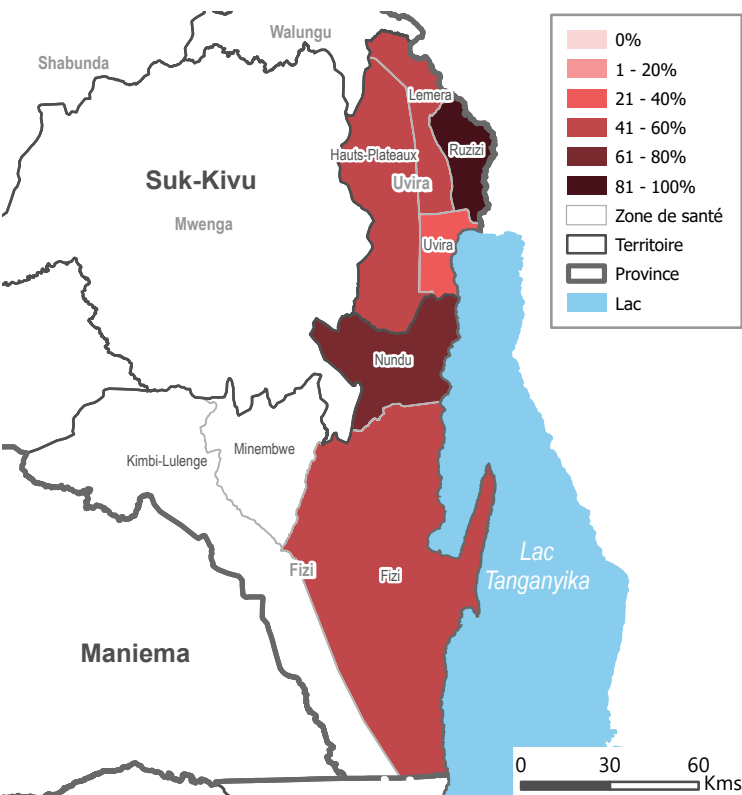 Walungu
Shabunda
Lemera
Hauts-Plateaux
Ruzizi
Suk-Kivu
Uvira
Mwenga
Uvira
Nundu
Minembwe
Kimbi-Lulenge
Fizi
Fizi
Lac
Tanganyika
Maniema
0%
1 - 20%
21 - 40%
41 - 60%
61 - 80%
81 - 100%
Zone de santé
Territoire
Province
Lac
0 30 60
Kms